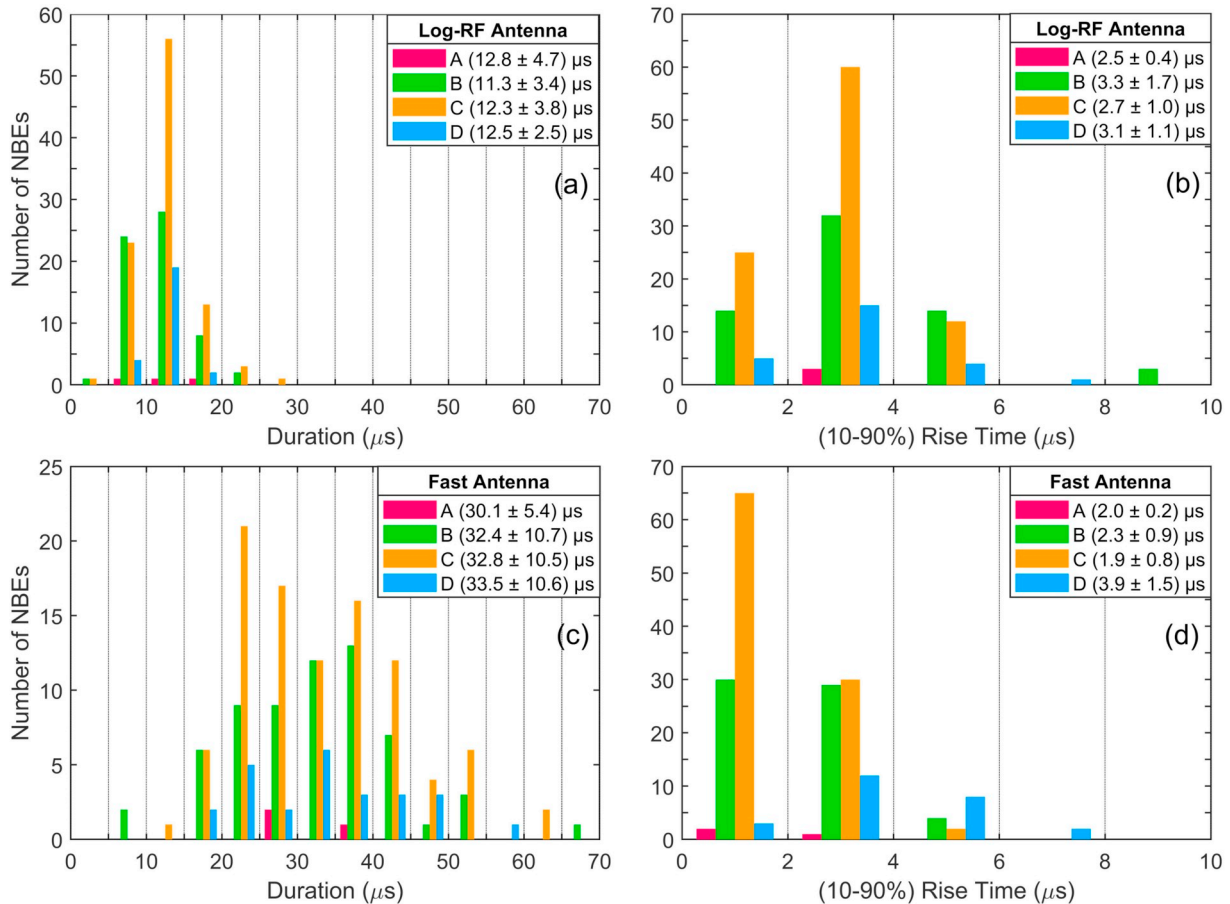 60
50
40
30
20
10
0
Number of NBEs
Log-RF Antenna
A (12.8 ± 4.7) μs
B (11.3 ± 3.4) μs
C (12.3 ± 3.8) μs
D (12.5 ± 2.5) μs
(a)
0 10 20 30 40 50 60 70
Duration (μs)
70
60
50
40
30
20
10
0
Log-RF Antenna
A (2.5 ± 0.4) μs
B (3.3 ± 1.7) μs
C (2.7 ± 1.0) μs
D (3.1 ± 1.1) μs
(b)
0 2 4 6 8 10
(10-90%) Rise Time (μs)
25
20
15
10
5
0
Number of NBEs
Fast Antenna
A (30.1 ± 5.4) μs
B (32.4 ± 10.7) μs
C (32.8 ± 10.5) μs
D (33.5 ± 10.6) μs
(c)
0 10 20 30 40 50 60 70
Duration (μs)
70
60
50
40
30
20
10
0
Fast Antenna
A (2.0 ± 0.2) μs
B (2.3 ± 0.9) μs
C (1.9 ± 0.8) μs
D (3.9 ± 1.5) μs
(d)
0 2 4 6 8 10
(10-90%) Rise Time (μs)